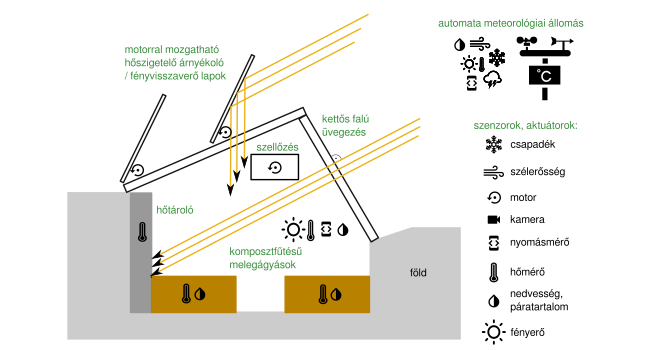 automata meteorológiai állomás
motorral mozgatható
hőszigetelő árnyékoló
/ fényvisszaverő lapok
°C
kettős falú
üvegezés
szenzorok, aktuátorok:
szellőzés
csapadék
szélerősség
motor
hőtároló
kamera
nyomásmérő
komposztfűtésű
melegágyások
föld
hőmérő
nedvesség,
páratartalom
fényerő